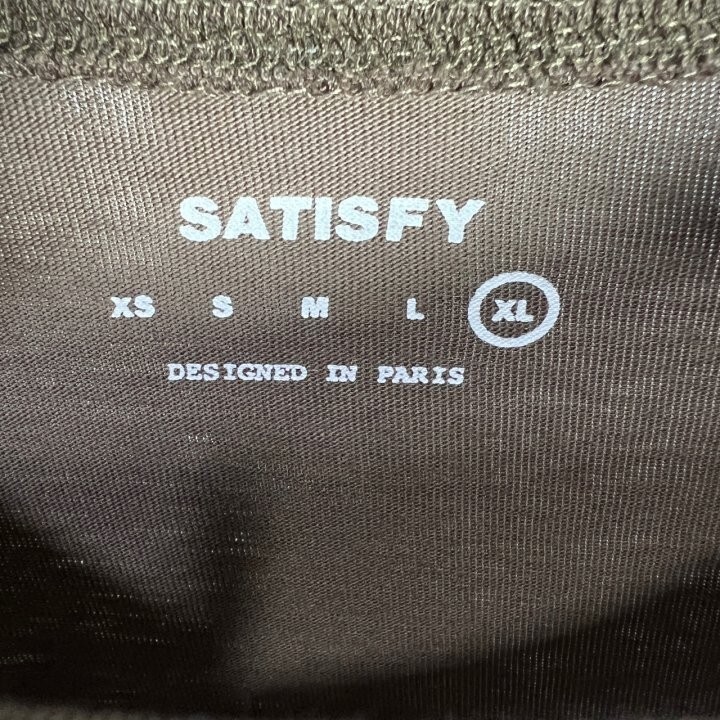 SATISFY
XS S M L XL
DESIGNED IN PARIS